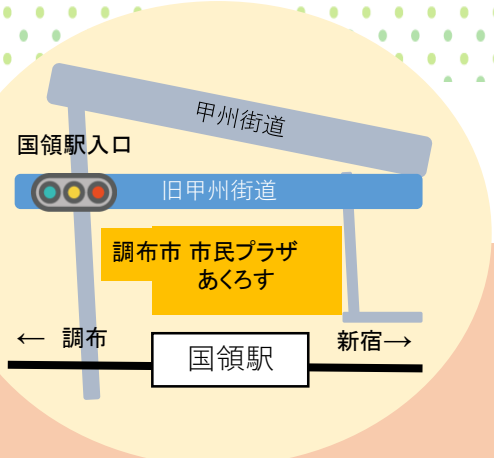 甲州街道
国領駅入口
旧甲州街道
調布市 市民プラザ
あくろす
← 調布
新宿→
国領駅